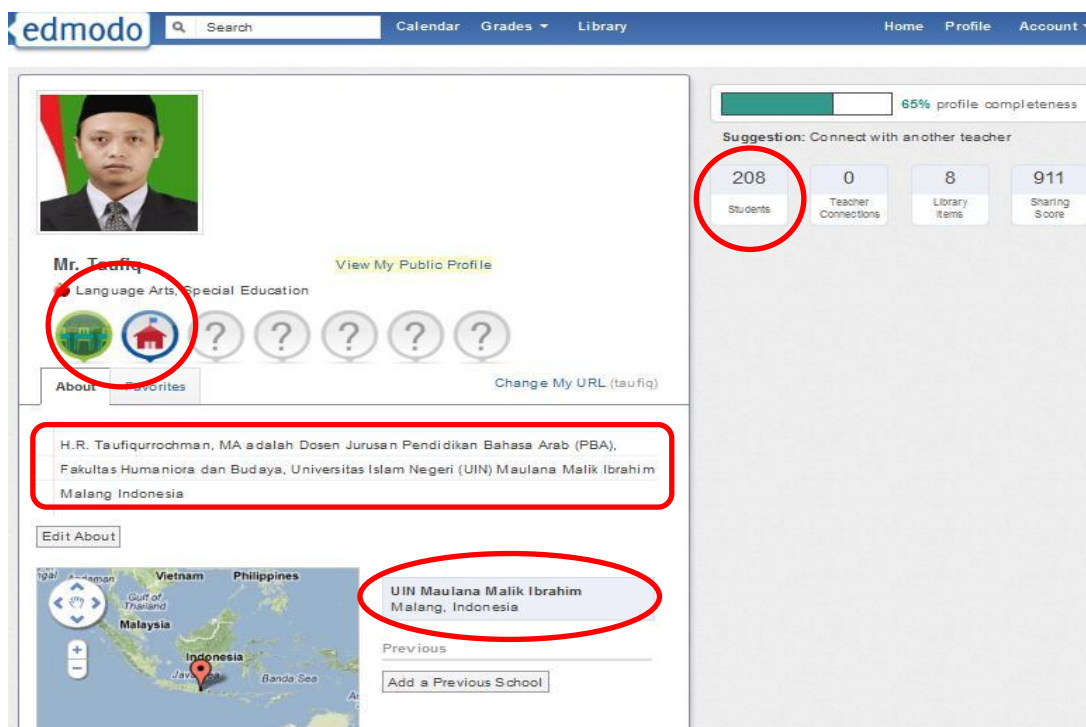 edmodo
Search
Calendar Grades Library
Home Profile Account
65% profile completeness
Suggestion: Connect with another teacher
208
Students
0
Teacher
Connections
8
Library
Items
911
Sharing
Score
Mr. Taufiq
View My Public Profile
Language Arts, Special Education
? ? ? ? ?
About Favorites
Change My URL (taufiq)
H.R. Taufiqurrochman, MA adalah Dosen Jurusan Pendidikan Bahasa Arab (PBA),
Fakultas Humaniora dan Budaya, Universitas Islam Negeri (UIN) Maulana Malik Ibrahim
Malang Indonesia
Edit About
Andaman
Vietnam
Philippines
Gulf of
Thailand
Malaysia
Indonesia
Banda Sea
UIN Maulana Malik Ibrahim
Malang, Indonesia
Previous
Add a Previous School